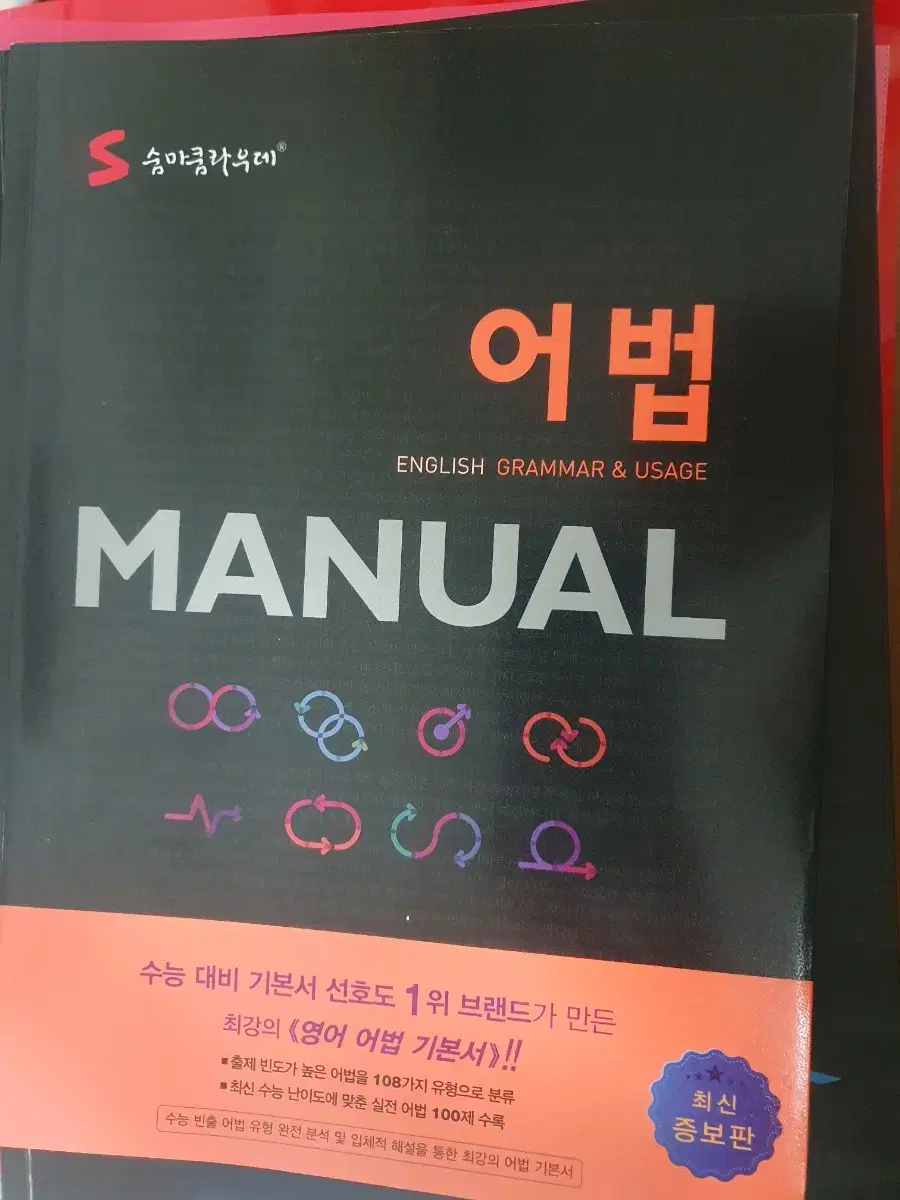 S 숨마쿰라우데®
어법
ENGLISH GRAMMAR & USAGE
MANUAL
수능 대비 기본서 선호도 1위 브랜드가 만든
최강의 《영어 어법 기본서》!!
▪출제 빈도가 높은 어법을 108가지 유형으로 분류
▪최신 수능 난이도에 맞춘 실전 어법 100제 수록
수능 빈출 어법 유형 완전 분석 및 입체적 해설을 통한 최강의 어법 기본서
최신
증보판